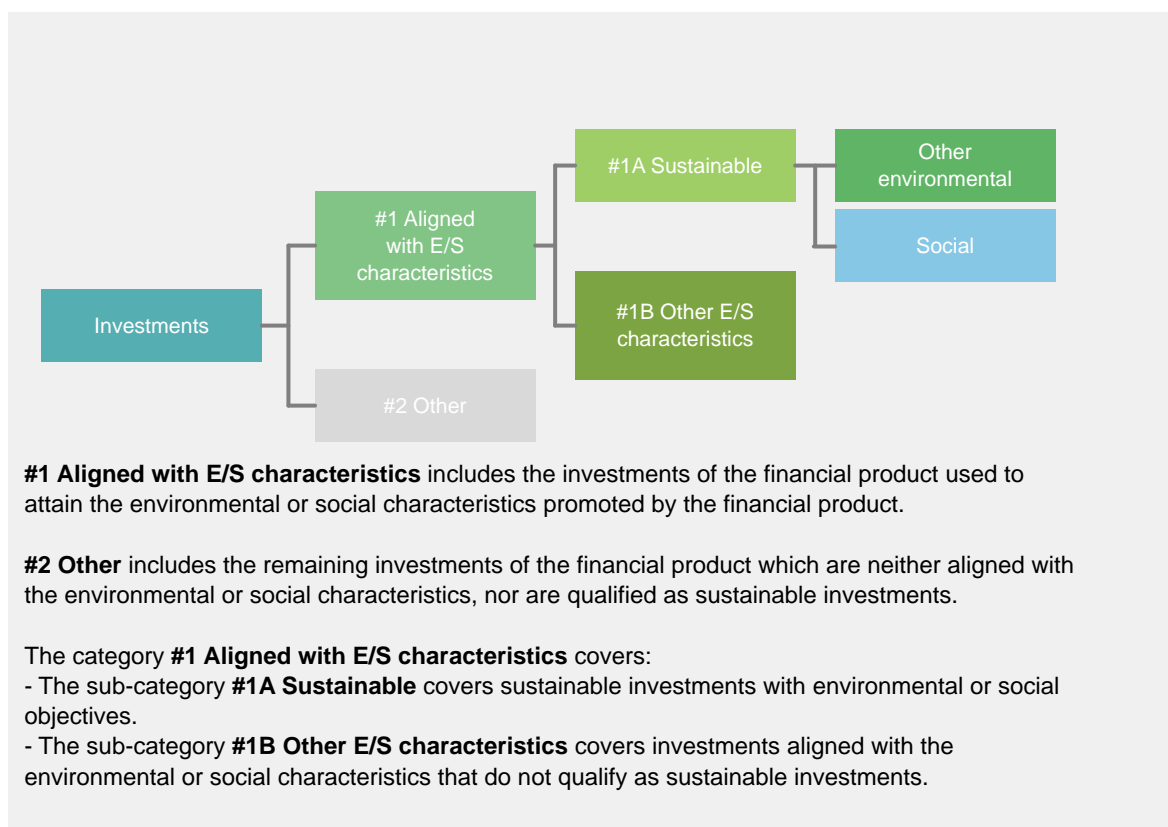 Other
environmental
#1A Sustainable
#1 Aligned
with E/S
characteristics
Social
Investments
#1B Other E/S
characteristics
#2 Other
#1 Aligned with E/S characteristics includes the investments of the financial product used to
attain the environmental or social characteristics promoted by the financial product.
#2 Other includes the remaining investments of the financial product which are neither aligned with
the environmental or social characteristics, nor are qualified as sustainable investments.
The category #1 Aligned with E/S characteristics covers:
- The sub-category #1A Sustainable covers sustainable investments with environmental or social
objectives.
- The sub-category #1B Other E/S characteristics covers investments aligned with the
environmental or social characteristics that do not qualify as sustainable investments.